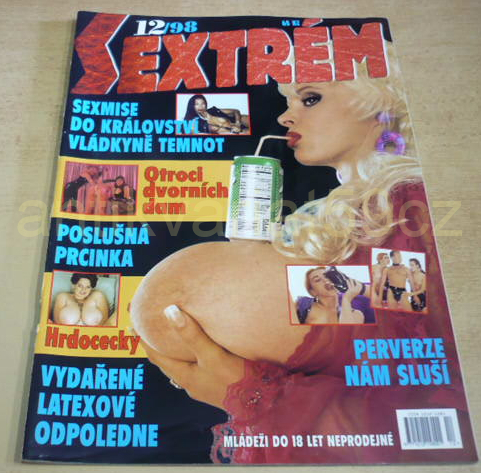 12/98
SEXTRÉM
SEXMISE
DO KRÁLOVSTVÍ
VLÁDKYNĚ TEMNOT
Otroci
dvorních
dam
POSLUŠNÁ
PRCINKA
Hrdocecky
VYDAŘENÉ
LATEXOVÉ
ODPOLEDNE
PERVERZE
NÁM SLUŠÍ
MLÁDEŽI DO 18 LET NEPRODEJNÉ